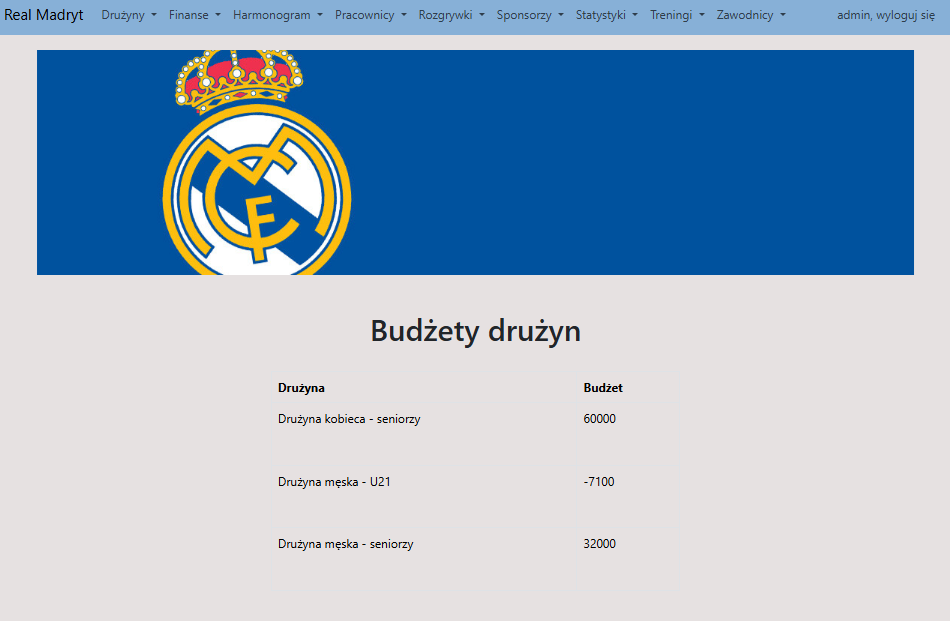 Real Madryt Drużyny Finanse Harmonogram Pracownicy Rozgrywki Sponsorzy Statystyki Treningi Zawodnicy admin, wyloguj się
Budżety drużyn
Drużyna Budżet
Drużyna kobieca - seniorzy 60000
Drużyna męska - U21 -7100
Drużyna męska - seniorzy 32000